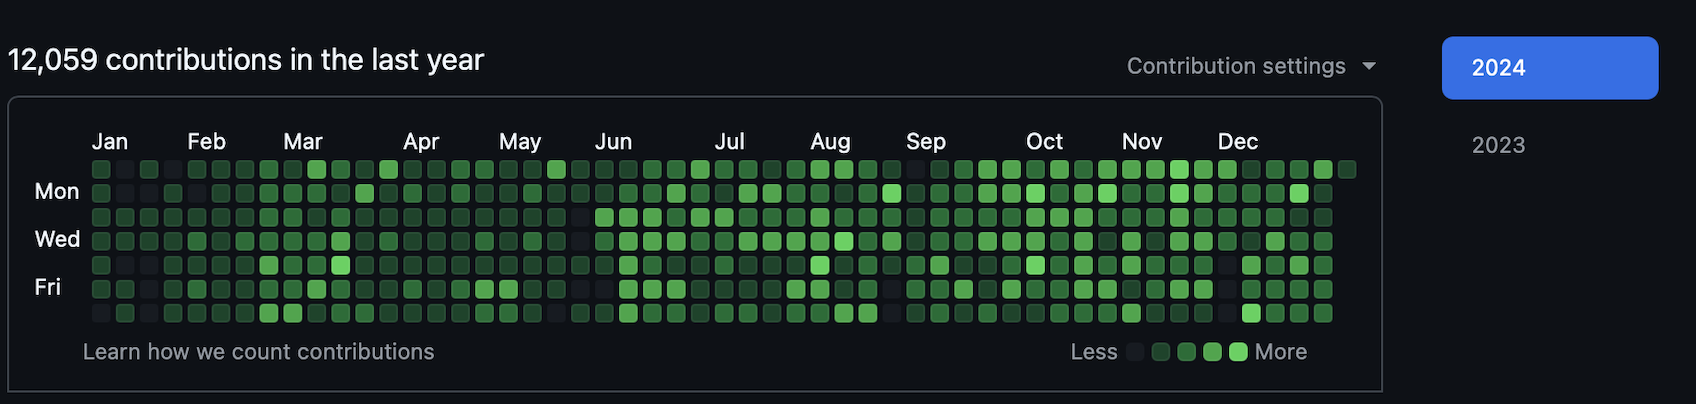 12,059 contributions in the last year
Contribution settings
2024
2023
Jan Feb Mar Apr May Jun Jul Aug Sep Oct Nov Dec
Mon
Wed
Fri
Learn how we count contributions
Less More